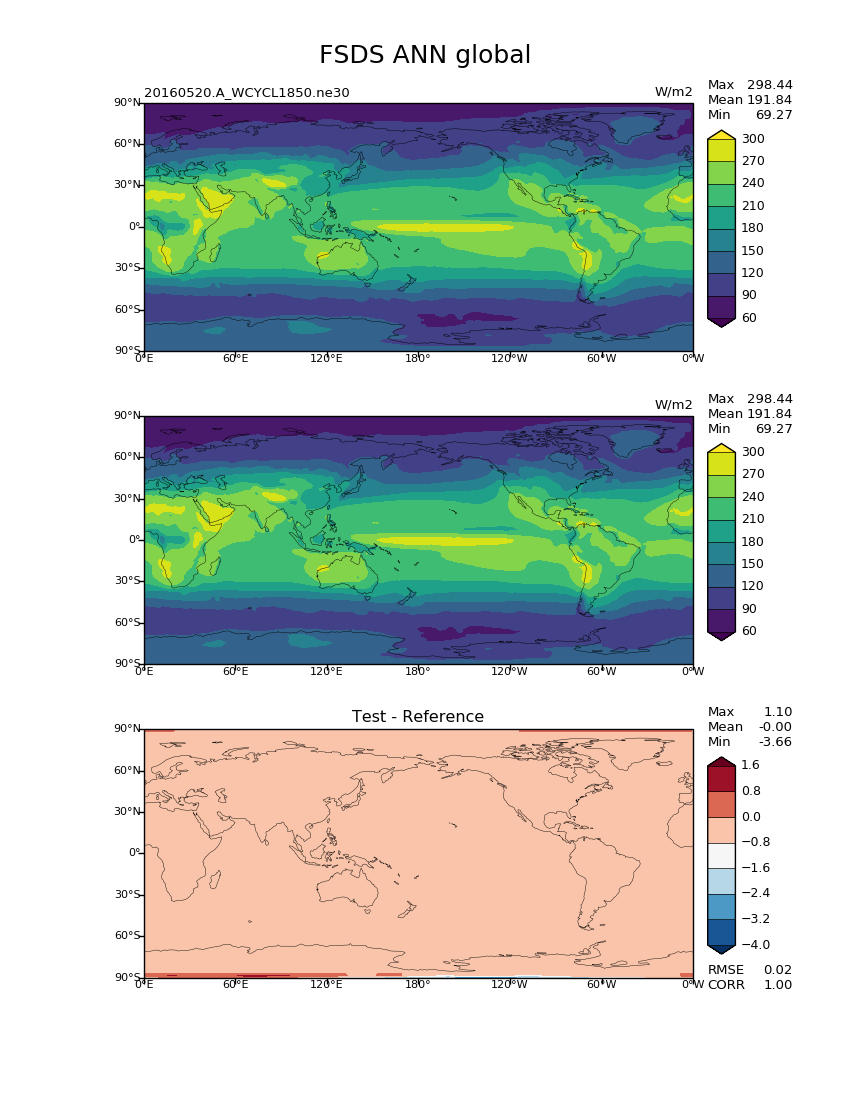 FSDS ANN global
20160520.A_WCYCL1850.ne30
W/m2
Max 298.44
Mean 191.84
Min 69.27
90°N
60°N
30°N
0°
30°S
60°S
90°S
0°E 60°E 120°E 180° 120°W 60°W 0°W
300
270
240
210
180
150
120
90
60
W/m2
Max 298.44
Mean 191.84
Min 69.27
90°N
60°N
30°N
0°
30°S
60°S
90°S
0°E 60°E 120°E 180° 120°W 60°W 0°W
300
270
240
210
180
150
120
90
60
Test - Reference
Max 1.10
Mean -0.00
Min -3.66
90°N
60°N
30°N
0°
30°S
60°S
90°S
0°E 60°E 120°E 180° 120°W 60°W 0°W
1.6
0.8
0.0
−0.8
−1.6
−2.4
−3.2
−4.0
RMSE 0.02
CORR 1.00